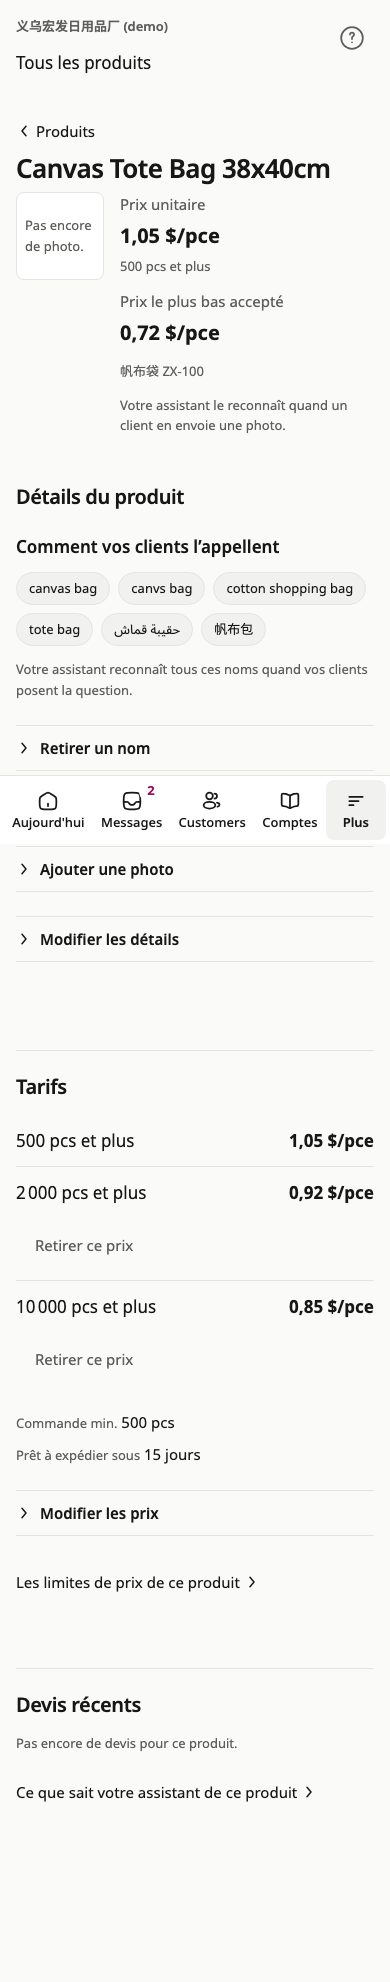 义乌宏发日用品厂 (demo)
Tous les produits
Produits
Canvas Tote Bag 38x40cm
Pas encore
de photo.
Prix unitaire
1,05 $/pce
500 pcs et plus
Prix le plus bas accepté
0,72 $/pce
帆布袋 ZX-100
Votre assistant le reconnaît quand un
client en envoie une photo.
Détails du produit
Comment vos clients l’appellent
canvas bag canvs bag cotton shopping bag
tote bag حقيبة قماش 帆布包
Votre assistant reconnaît tous ces noms quand vos clients
posent la question.
Retirer un nom
2
Aujourd'hui Messages Customers Comptes Plus
Ajouter une photo
Modifier les détails
Tarifs
500 pcs et plus 1,05 $/pce
2 000 pcs et plus 0,92 $/pce
Retirer ce prix
10 000 pcs et plus 0,85 $/pce
Retirer ce prix
Commande min. 500 pcs
Prêt à expédier sous 15 jours
Modifier les prix
Les limites de prix de ce produit
Devis récents
Pas encore de devis pour ce produit.
Ce que sait votre assistant de ce produit